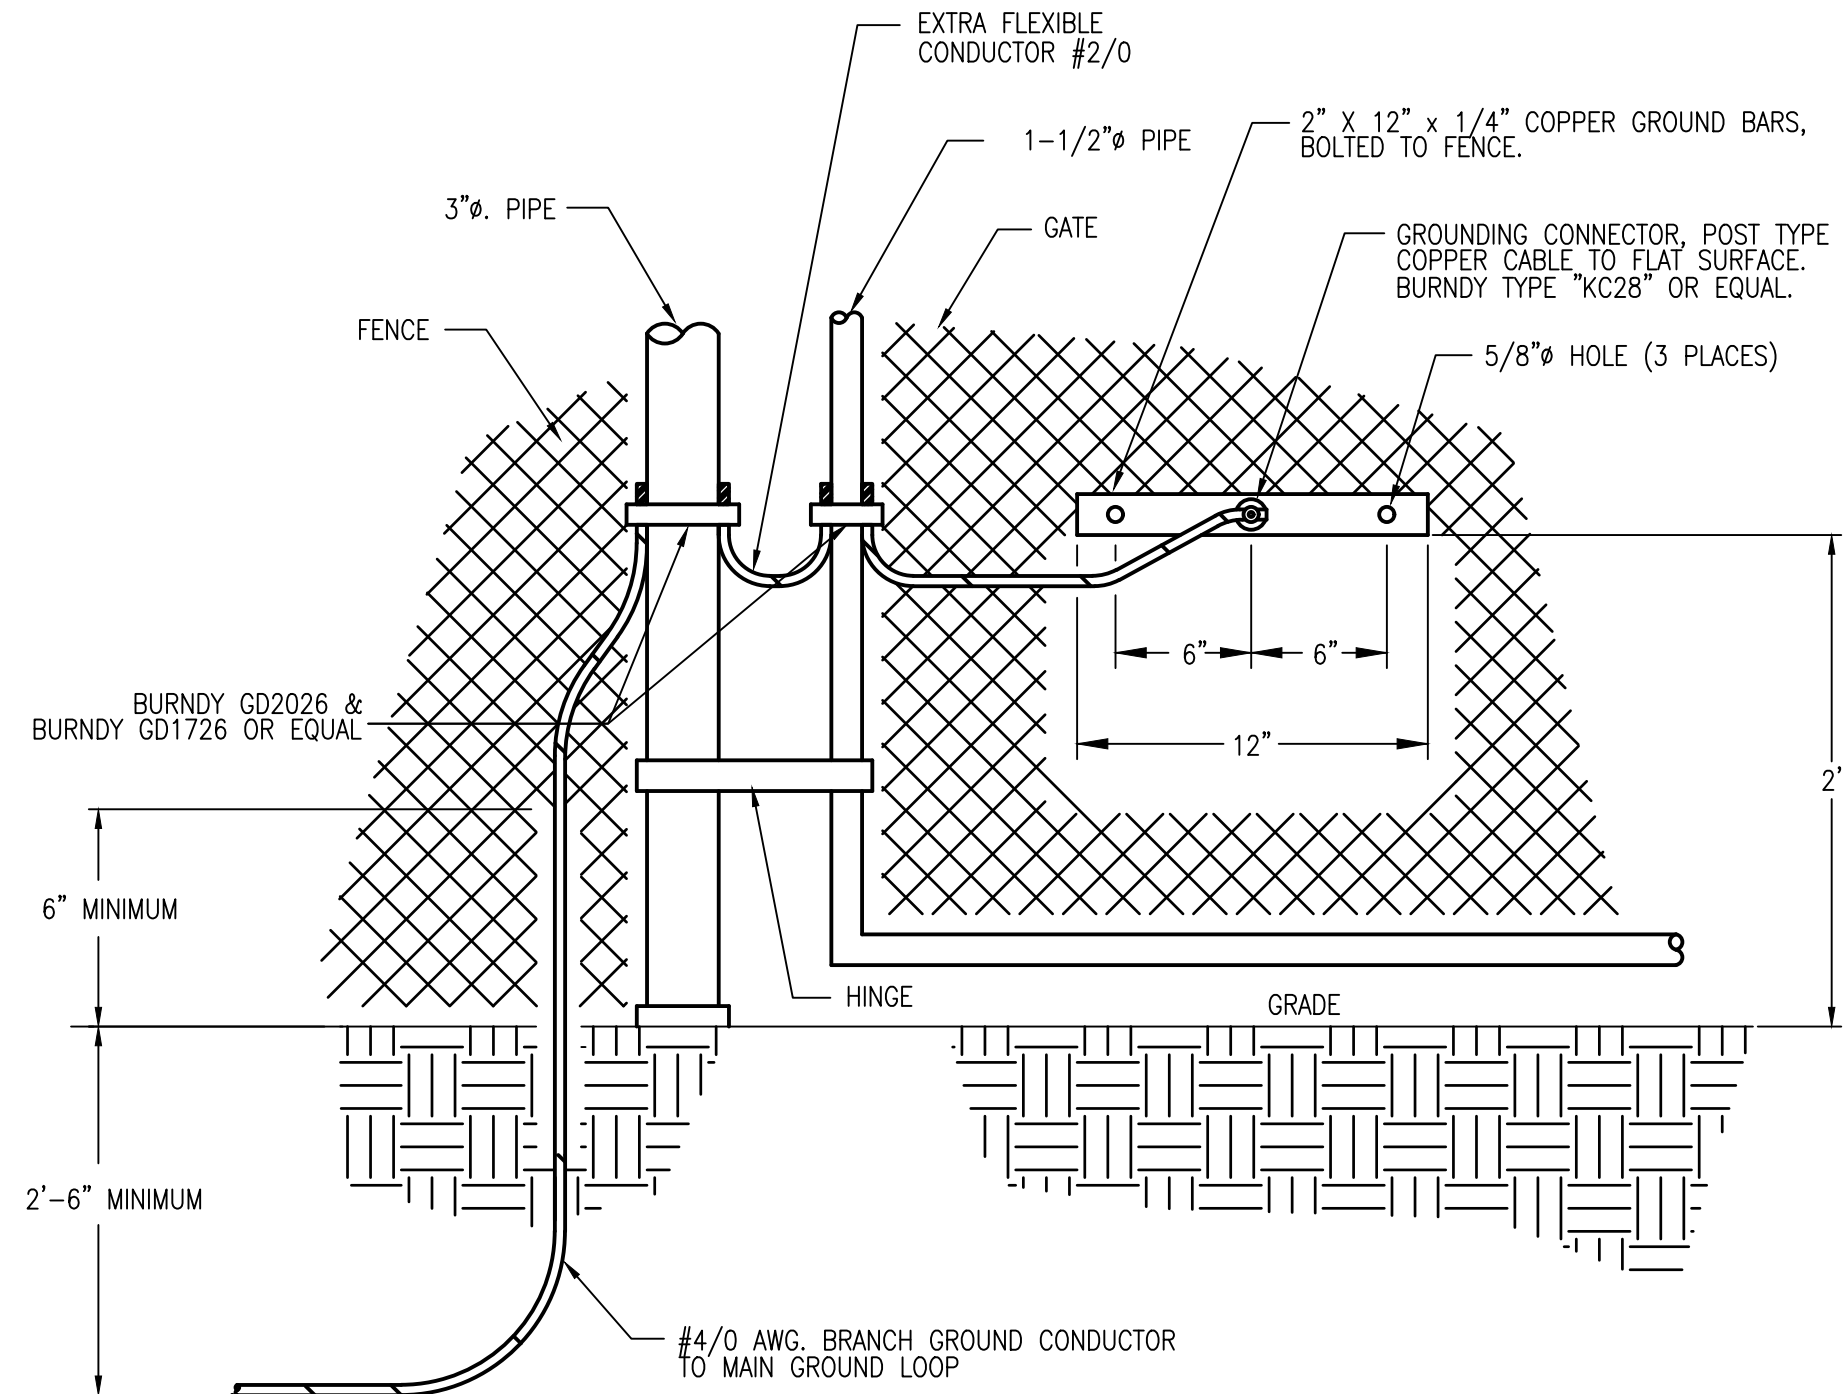 EXTRA FLEXIBLE
CONDUCTOR #2/0
2" X 12" x 1/4" COPPER GROUND BARS,
BOLTED TO FENCE.
1-1/2"ø PIPE
3"ø. PIPE
GATE
GROUNDING CONNECTOR, POST TYPE
COPPER CABLE TO FLAT SURFACE.
BURNDY TYPE "KC28" OR EQUAL.
FENCE
5/8"ø HOLE (3 PLACES)
6"
6"
BURNDY GD2026 &
BURNDY GD1726 OR EQUAL
12"
2'
6" MINIMUM
HINGE
GRADE
2'-6" MINIMUM
#4/0 AWG. BRANCH GROUND CONDUCTOR
TO MAIN GROUND LOOP